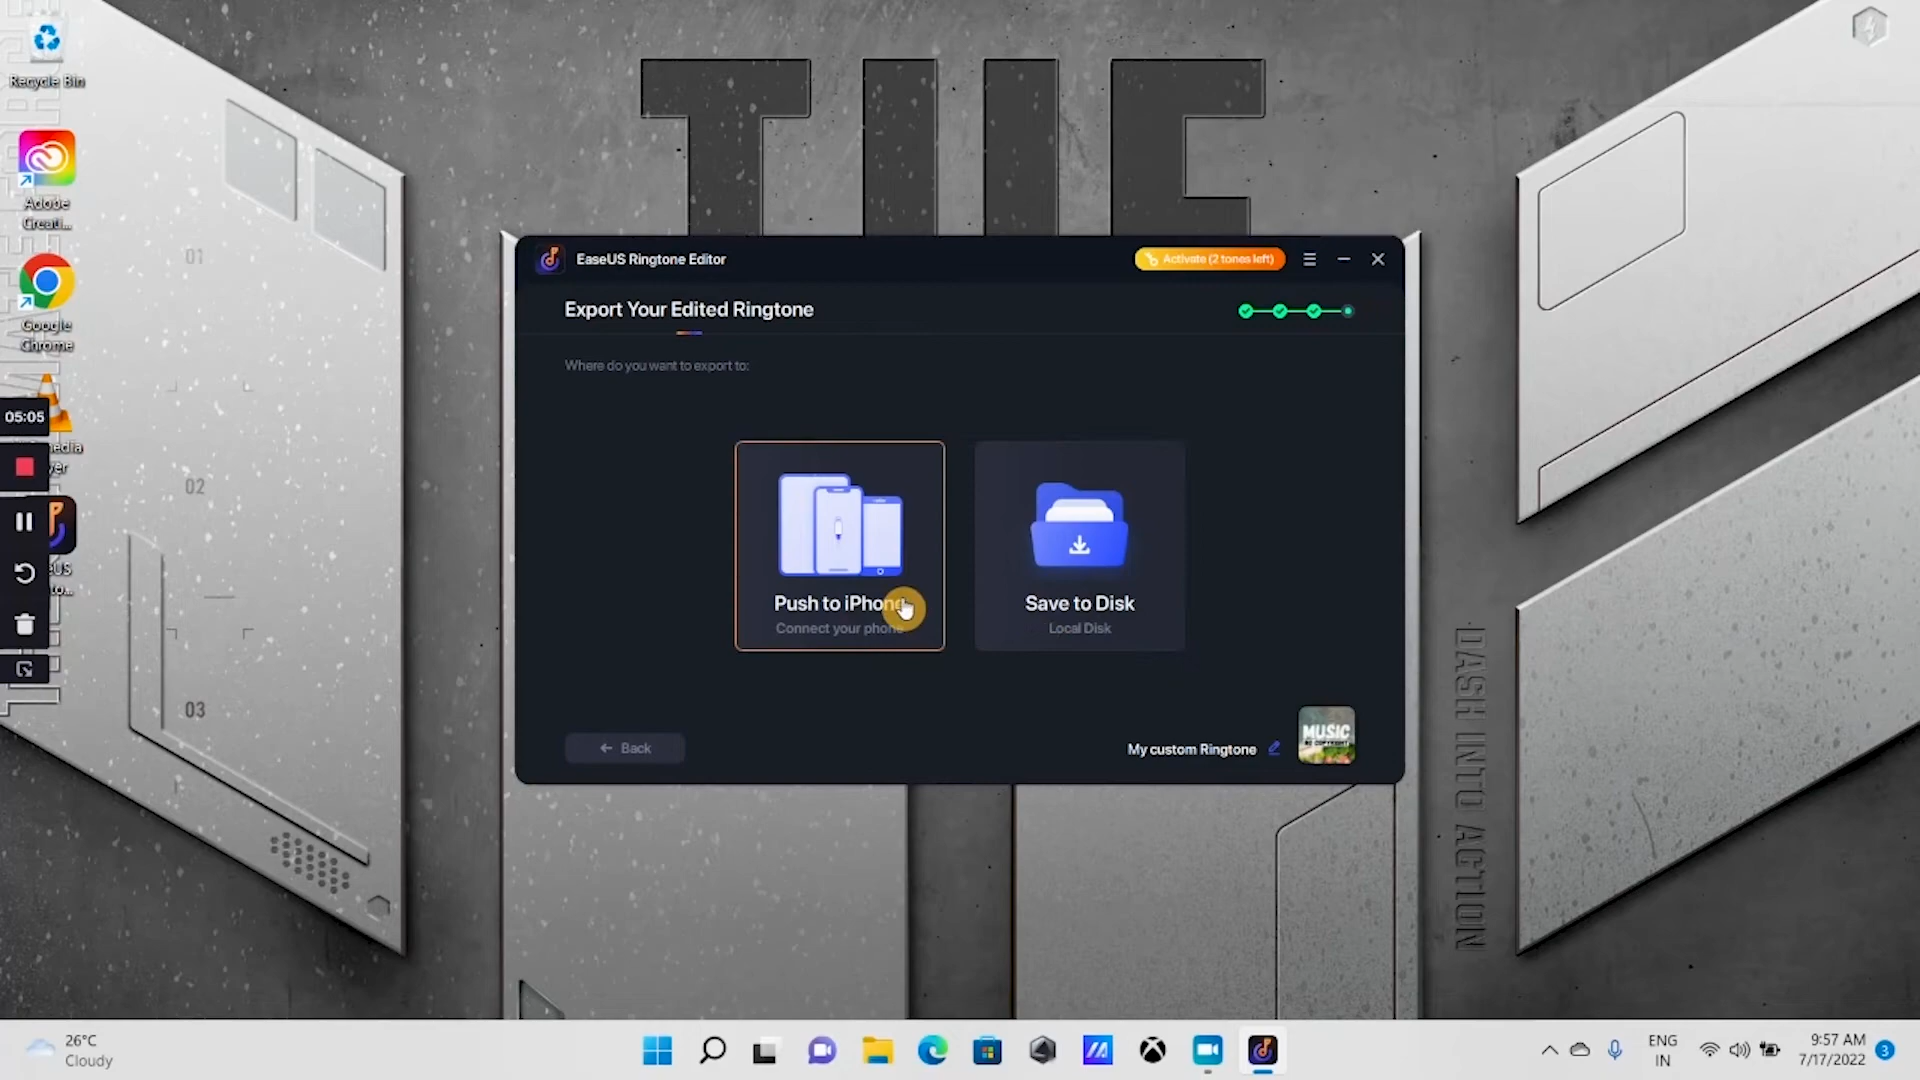 Recycle Bin
Adobe
Creati...
Google
Chrome
05:05
01
02
03
EaseUS Ringtone Editor
Activate (2 tones left)
Export Your Edited Ringtone
Where do you want to export to:
Push to iPhone
Connect your phone
Save to Disk
Local Disk
Back
My custom Ringtone
MUSIC
DASH INTO ACTION
26°C
Cloudy
ENG
IN
9:57 AM
7/17/2022
3